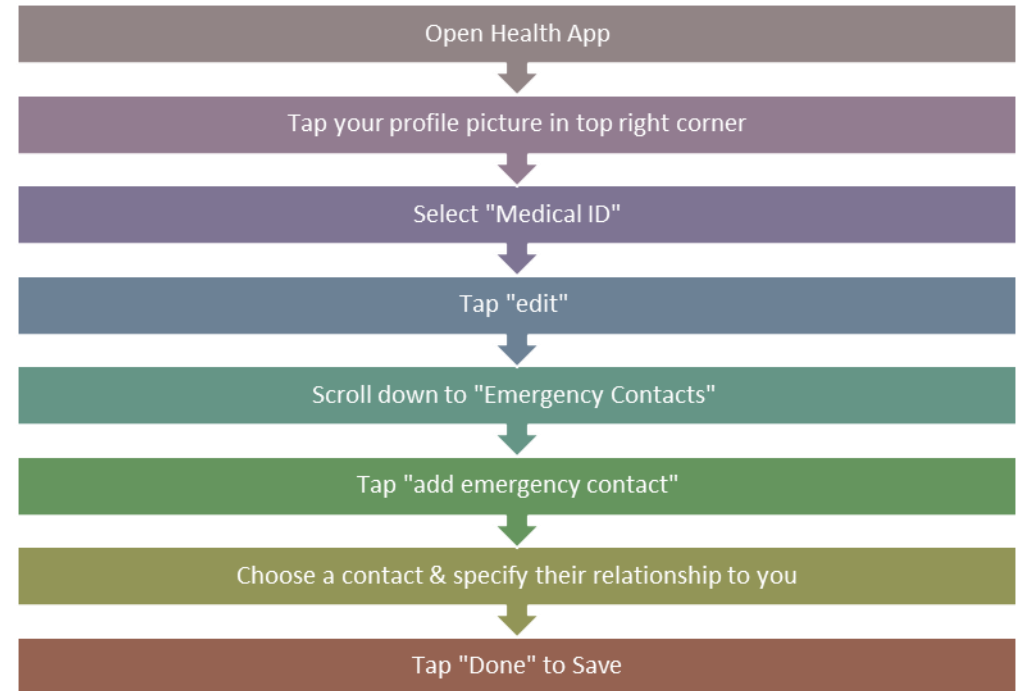 Open Health App
Tap your profile picture in top right corner
Select "Medical ID"
Tap "edit"
Scroll down to "Emergency Contacts"
Tap "add emergency contact"
Choose a contact & specify their relationship to you
Tap "Done" to Save